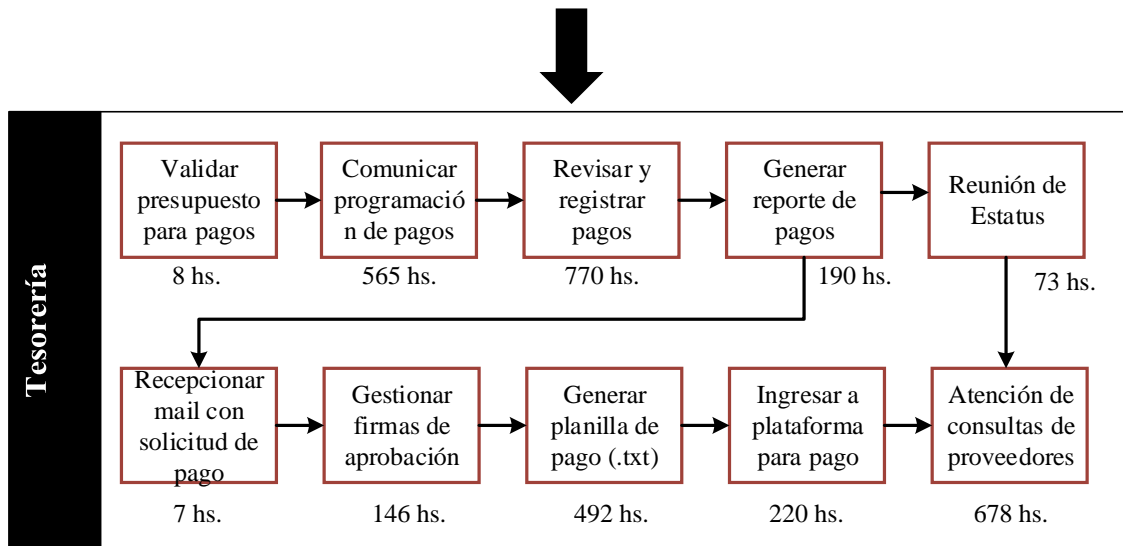 Tesorería
Validar
presupuesto
para pagos
8 hs.
Comunicar
programació
n de pagos
565 hs.
Revisar y
registrar
pagos
770 hs.
Generar
reporte de
pagos
190 hs.
Reunión de
Estatus
73 hs.
Recepcionar
mail con
solicitud de
pago
7 hs.
Gestionar
firmas de
aprobación
146 hs.
Generar
planilla de
pago (.txt)
492 hs.
Ingresar a
plataforma
para pago
220 hs.
Atención de
consultas de
proveedores
678 hs.